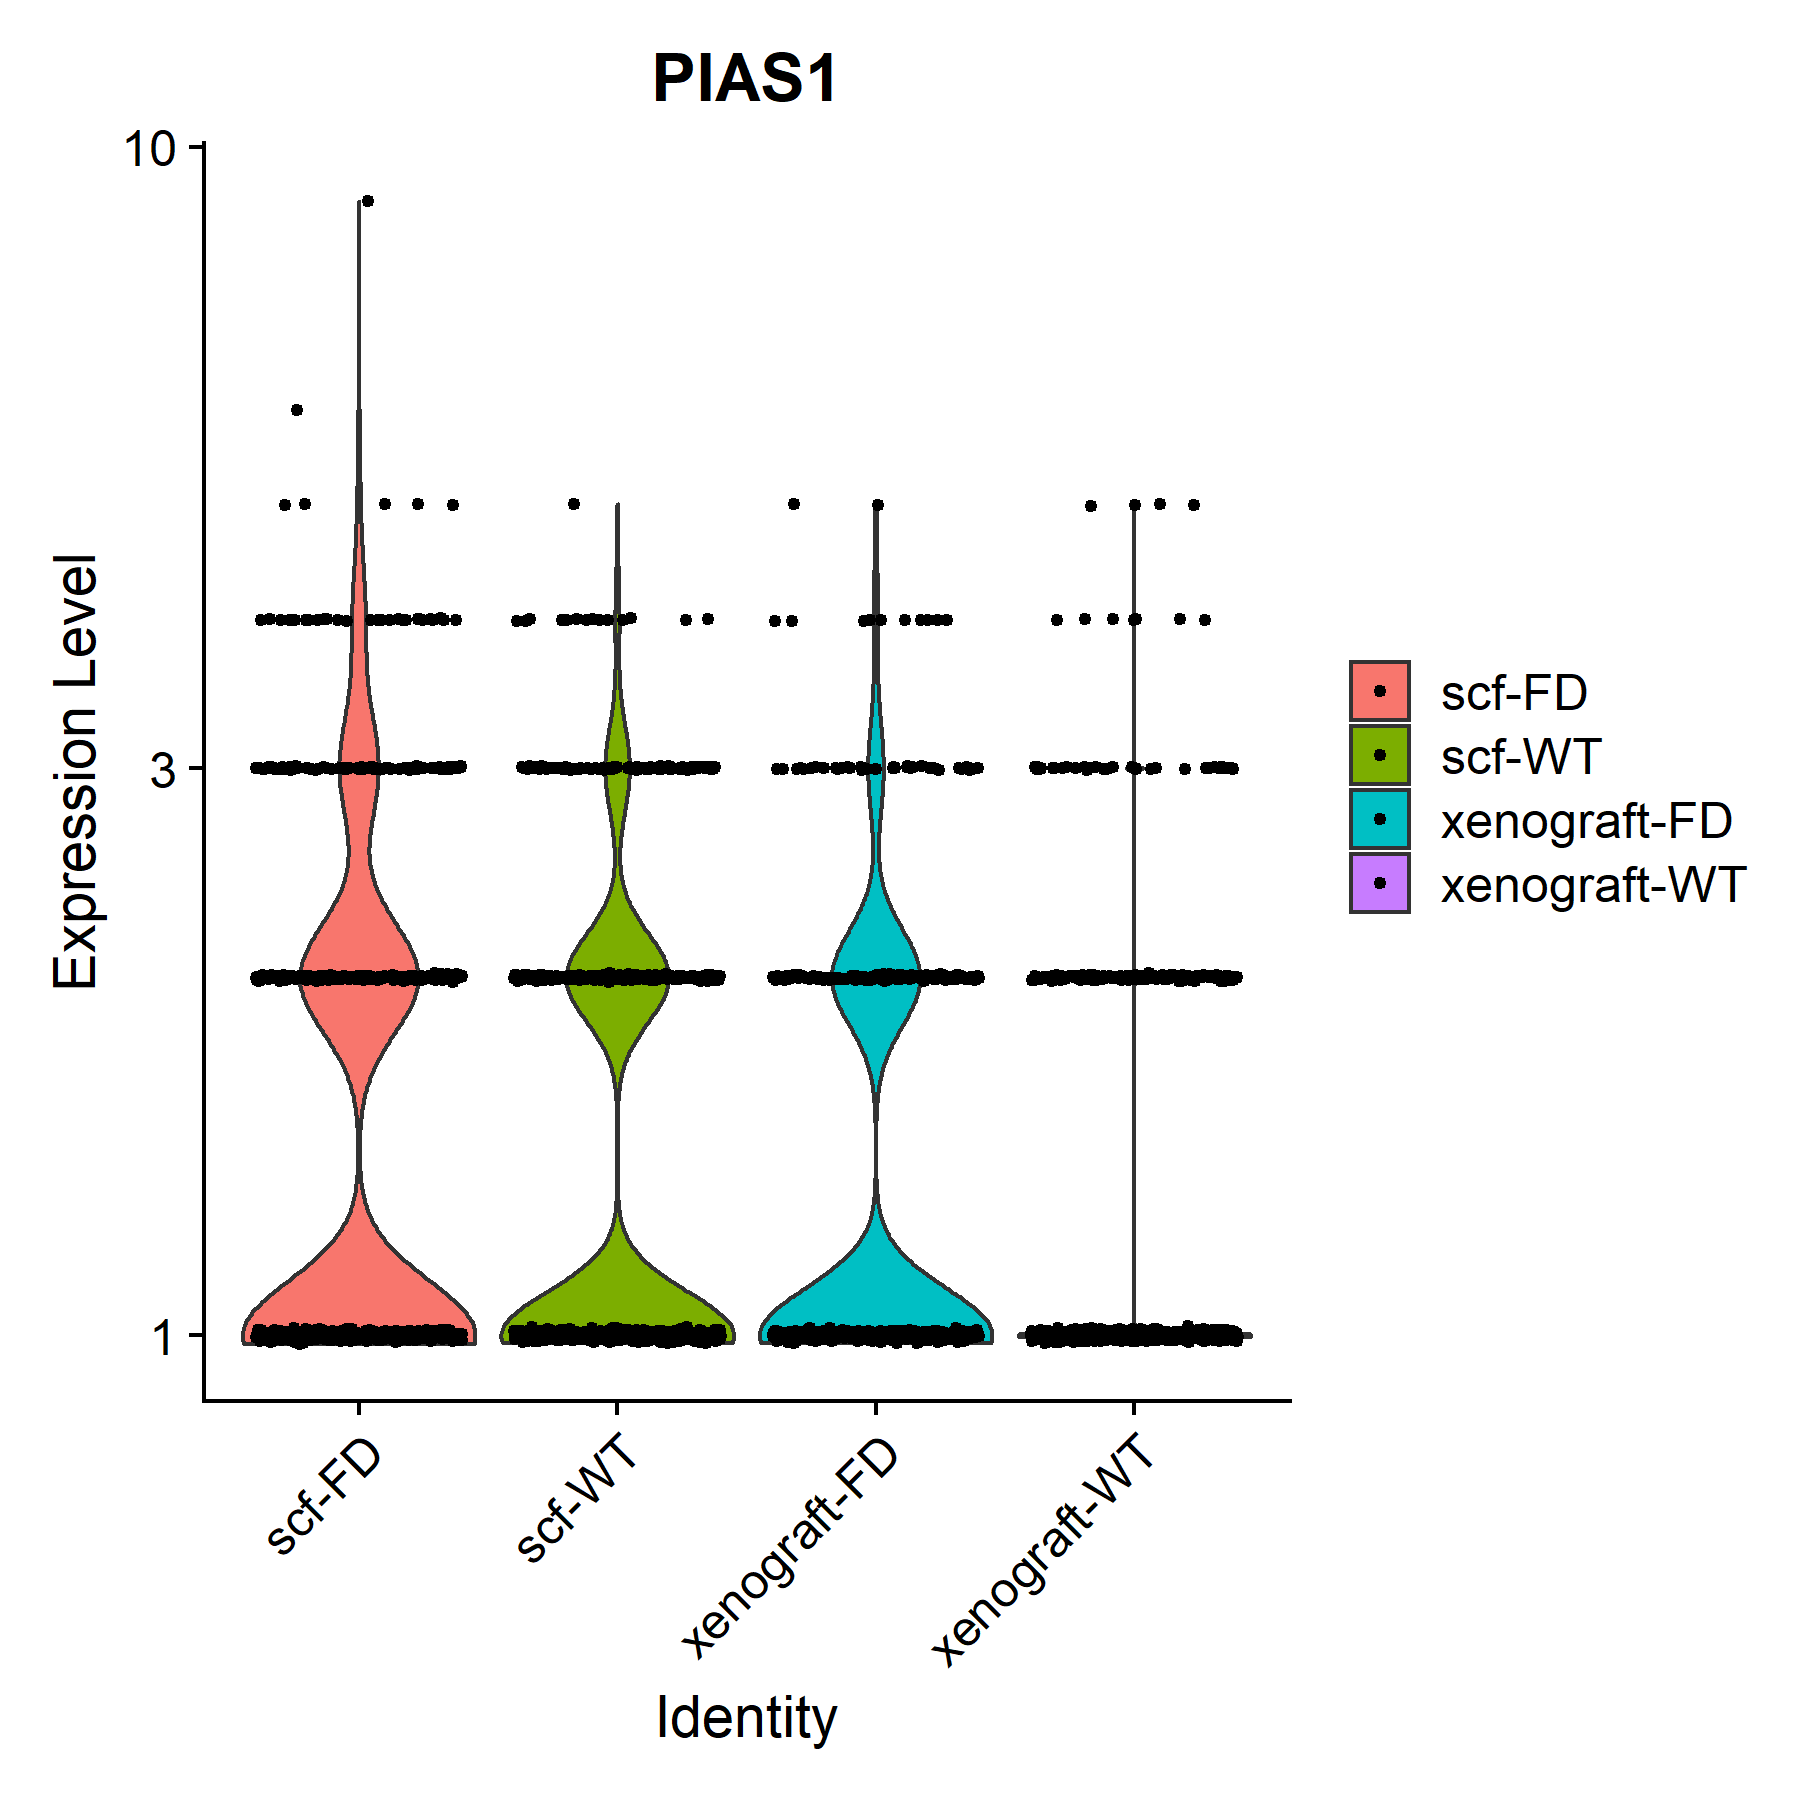 PIAS1
Expression Level
10
3
1
scf-FD
scf-WT
xenograft-FD
xenograft-WT
Identity
scf-FD
scf-WT
xenograft-FD
xenograft-WT